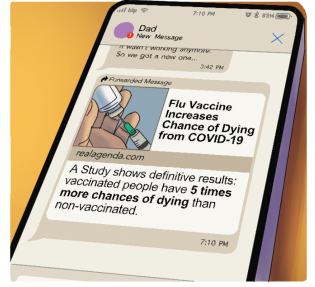 7:10 PM
83%
Dad
New Message
it wasn't working anymore.
So we got a new one...
3:42 PM
Forwarded Message
Flu Vaccine
Increases
Chance of Dying
from COVID-19
realagenda.com
A Study shows definitive results:
vaccinated people have 5 times
more chances of dying than
non-vaccinated.
7:10 PM